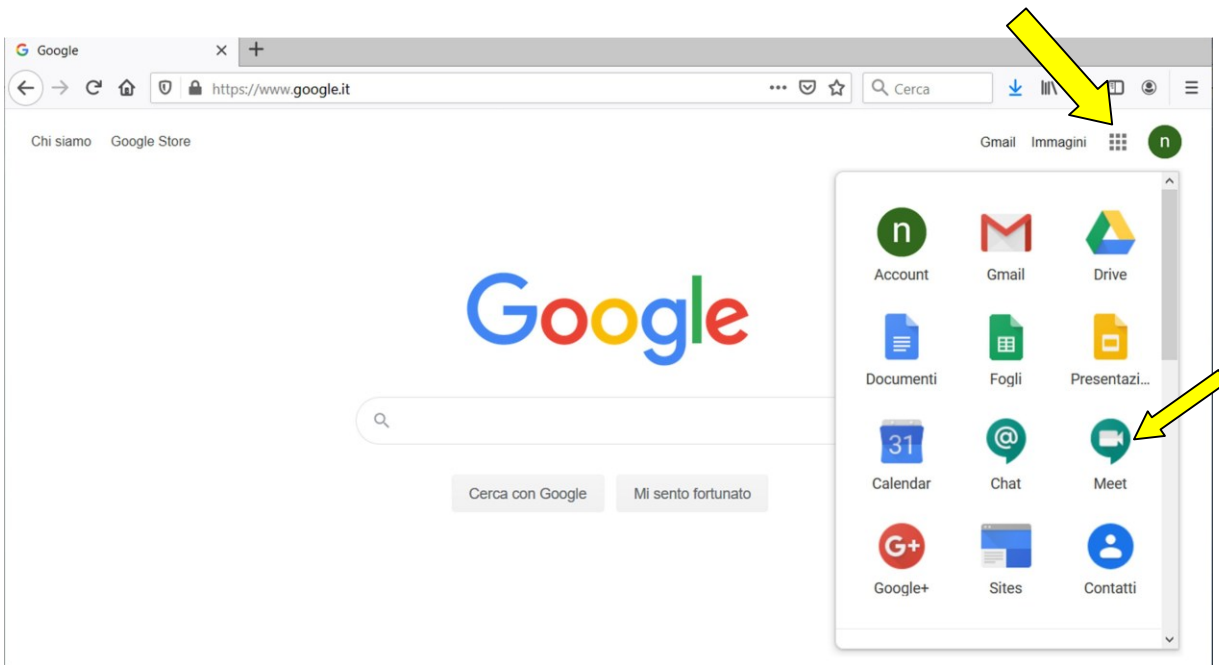 Google
https://www.google.it
Cerca
Chi siamo Google Store
Gmail Immagini
n
n
Account Gmail Drive
Google
Documenti Fogli Presentazi...
31
@
Calendar Chat Meet
Cerca con Google Mi sento fortunato
G+
Google+ Sites Contatti